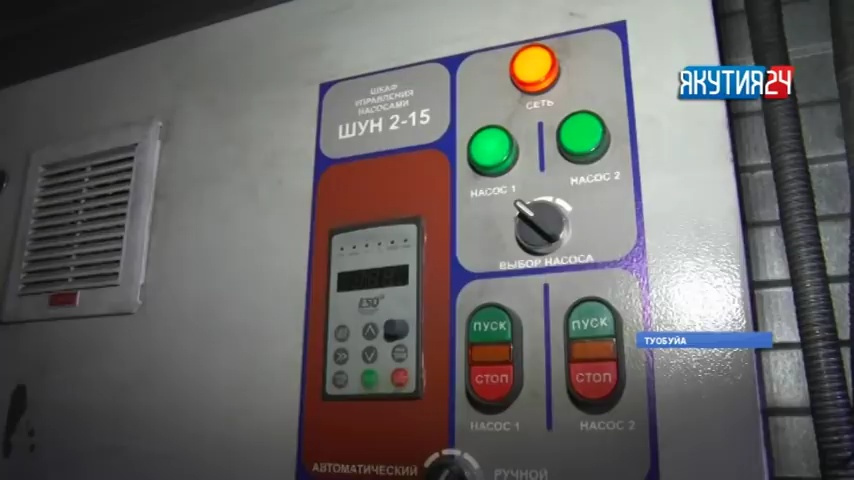 ЯКУТИЯ24
ШКАФ
УПРАВЛЕНИЯ
НАСОСАМИ
ШУН 2-15
СЕТЬ
НАСОС 1
НАСОС 2
ВЫБОР НАСОСА
ESQ
ПУСК
СТОП
НАСОС 1
ПУСК
СТОП
НАСОС 2
ТУОБУЙА
АВТОМАТИЧЕСКИЙ
РУЧНОЙ